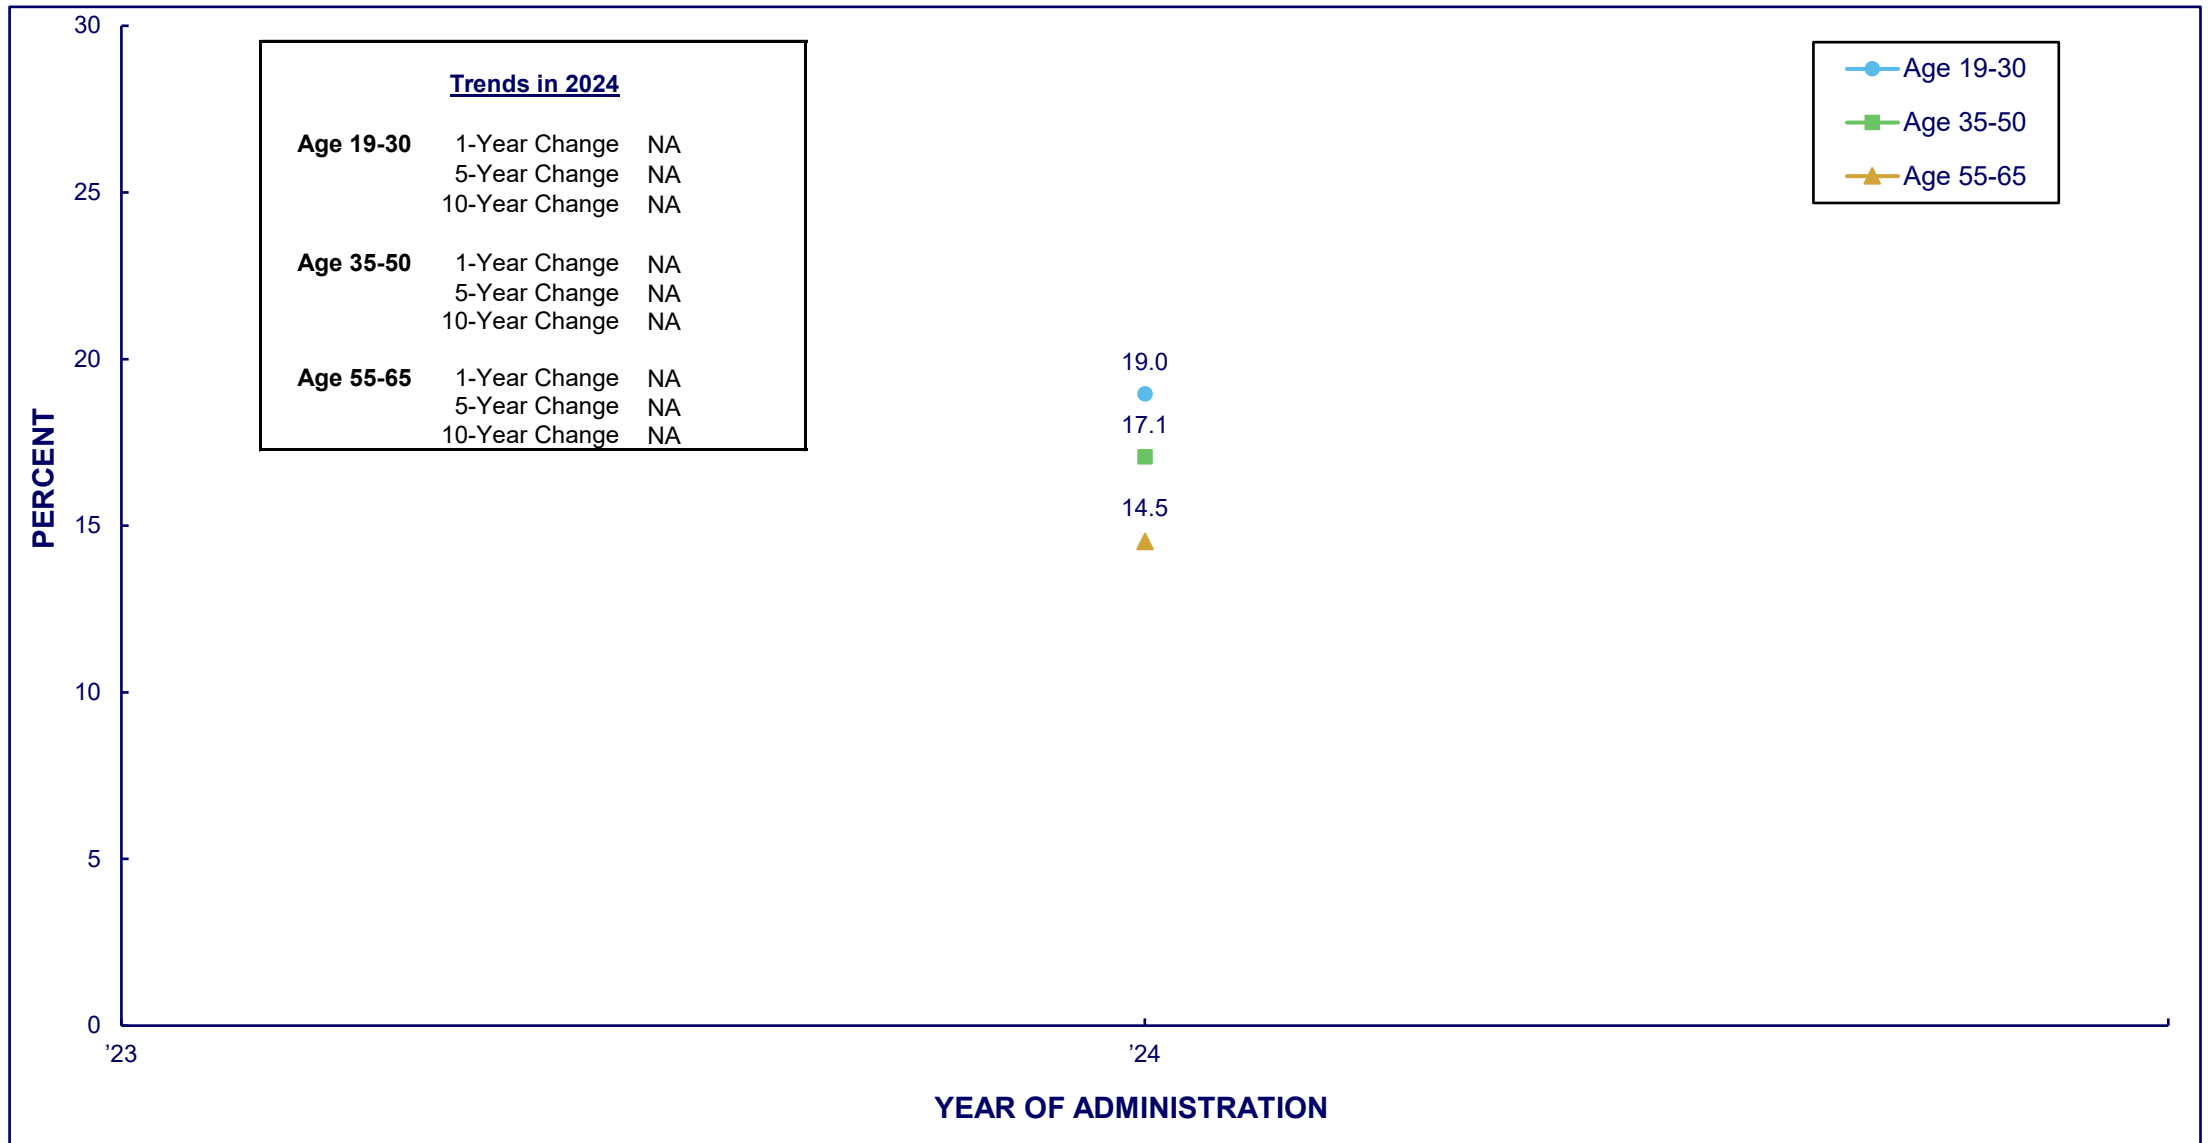 30
25
20
15
10
5
0
PERCENT
Trends in 2024
Age 19-30 1-Year Change NA
5-Year Change NA
10-Year Change NA
Age 35-50 1-Year Change NA
5-Year Change NA
10-Year Change NA
Age 55-65 1-Year Change NA
5-Year Change NA
10-Year Change NA
Age 19-30
Age 35-50
Age 55-65
19.0
17.1
14.5
’23 ’24
YEAR OF ADMINISTRATION